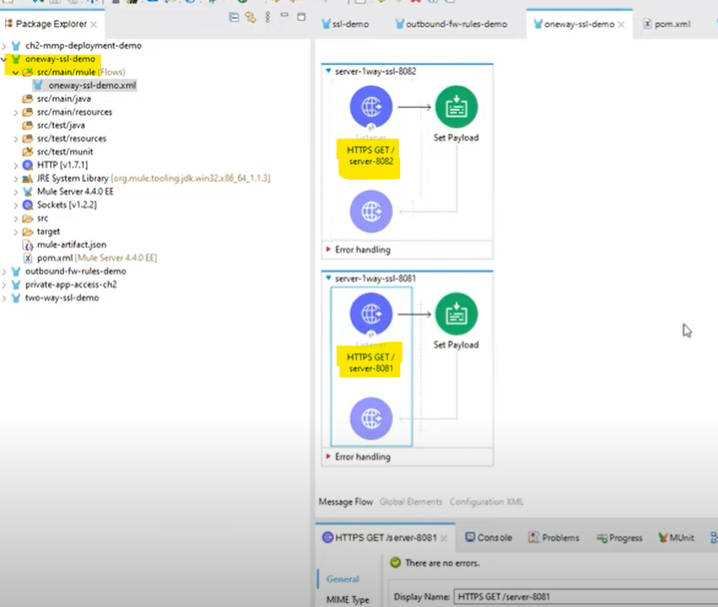 Package Explorer
ch2-mmp-deployment-demo
oneway-ssl-demo
src/main/mule (Flows)
oneway-ssl-demo.xml
src/main/java
src/main/resources
src/test/java
src/test/resources
src/test/munit
HTTP [v1.7.1]
JRE System Library [org.mule.tooling.jdk.win32.x86_64_1.1.3]
Mule Server 4.4.0 EE
Sockets [v1.2.2]
src
target
mule-artifact.json
pom.xml [Mule Server 4.4.0 EE]
outbound-fw-rules-demo
private-app-access-ch2
two-way-ssl-demo
ssl-demo
outbound-fw-rules-demo
oneway-ssl-demo
pom.xml
server-1way-ssl-8082
Listener
HTTPS GET /
server-8082
Set Payload
Error handling
server-1way-ssl-8081
Listener
HTTPS GET /
server-8081
Set Payload
Error handling
Message Flow Global Elements Configuration XML
HTTPS GET /server-8081
Console
Problems
Progress
MUnit
There are no errors.
General
MIME Type
Display Name: HTTPS GET /server-8081